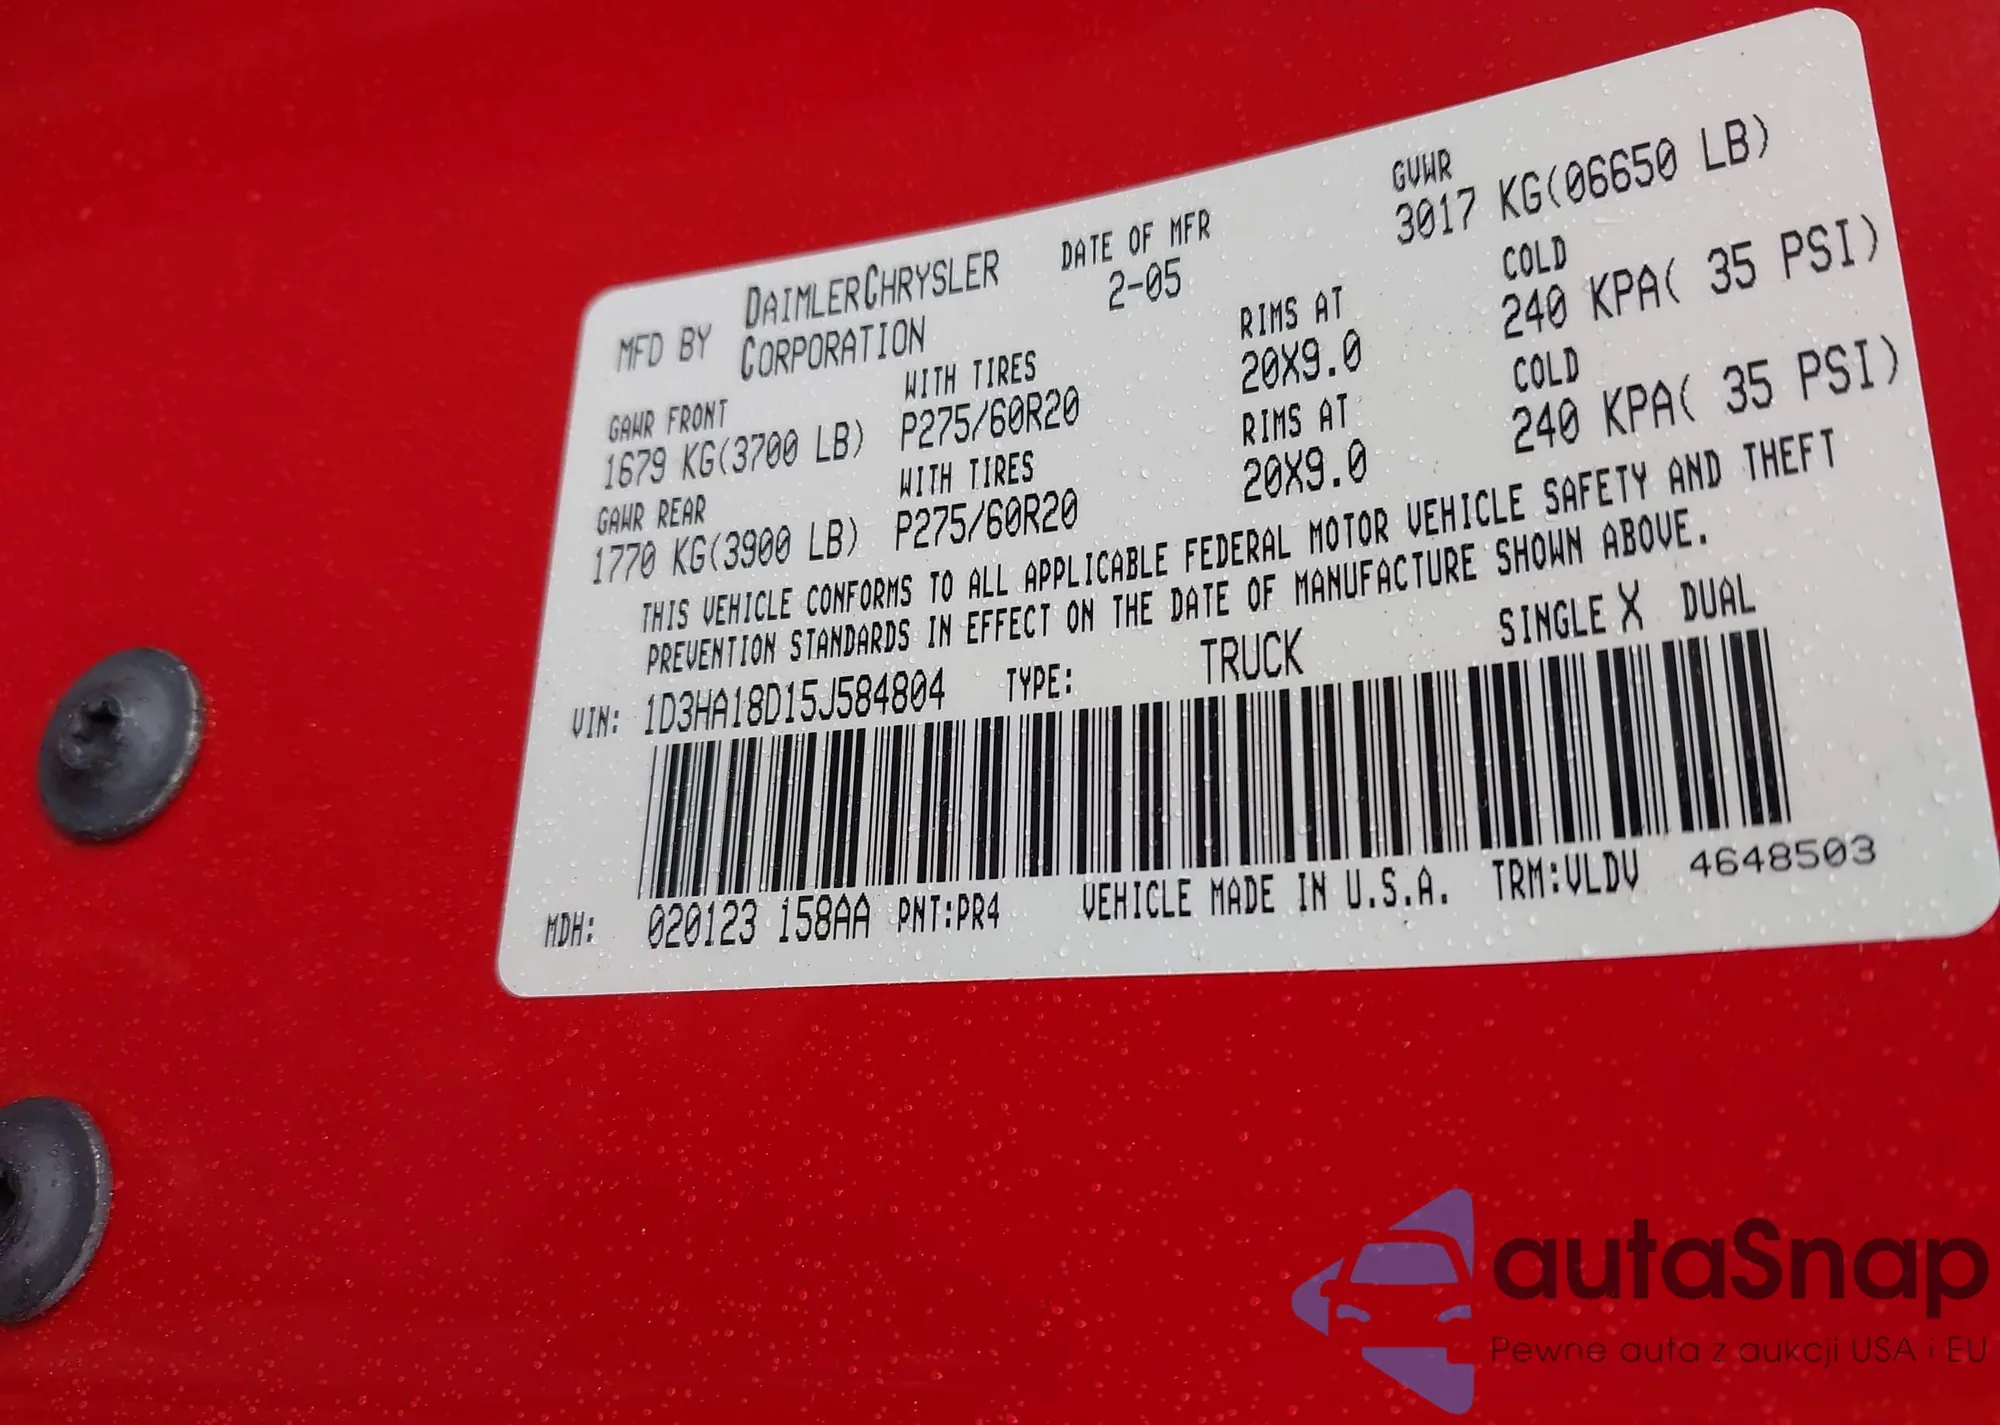 MFD BY DAIMLERCHRYSLER CORPORATION
DATE OF MFR
2-05
GVWR
3017 KG(06650 LB)
GAWR FRONT
1679 KG(3700 LB)
WITH TIRES
P275/60R20
RIMS AT
20X9.0
COLD
240 KPA( 35 PSI)
GAWR REAR
1770 KG(3900 LB)
WITH TIRES
P275/60R20
RIMS AT
20X9.0
COLD
240 KPA( 35 PSI)
THIS VEHICLE CONFORMS TO ALL APPLICABLE FEDERAL MOTOR VEHICLE SAFETY AND THEFT
PREVENTION STANDARDS IN EFFECT ON THE DATE OF MANUFACTURE SHOWN ABOVE.
VIN: 1D3HA18D15J584804 TYPE: TRUCK SINGLE X DUAL
MDH: 020123 158AA PNT:PR4 VEHICLE MADE IN U.S.A. TRM:VLDV 4648503
autaSnap
Pewne auta z aukcji USA i EU